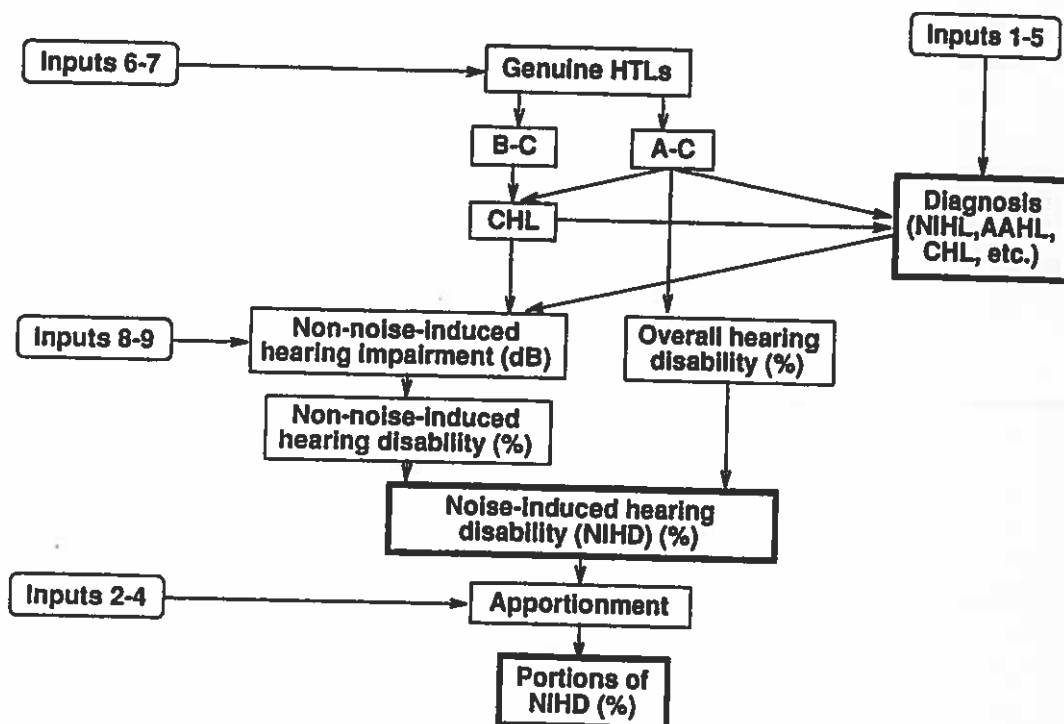 Inputs 1-5
Inputs 6-7
Genuine HTLs
B-C
A-C
CHL
Diagnosis
(NIHL,AAHL,
CHL, etc.)
Inputs 8-9
Non-noise-induced
hearing impairment (dB)
Overall hearing
disability (%)
Non-noise-induced
hearing disability (%)
Noise-induced hearing
disability (NIHD) (%)
Inputs 2-4
Apportionment
Portions of
NIHD (%)